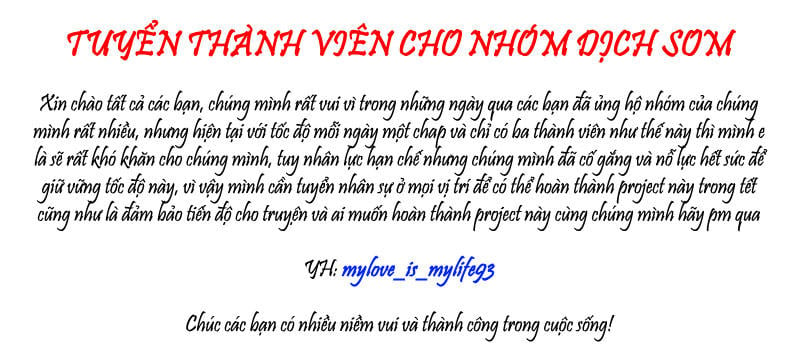 TUYỂN THÀNH VIÊN CHO NHÓM DỊCH SOM
Xin chào tất cả các bạn, chúng mình rất vui vì trong những ngày qua các bạn đã ủng hộ nhóm của chúng
mình rất nhiều, nhưng hiện tại với tốc độ mỗi ngày một chap và chỉ có ba thành viên như thế này thì mình e
là sẽ rất khó khăn cho chúng mình, tuy nhân lực hạn chế nhưng chúng mình đã cố gắng và nỗ lực hết sức để
giữ vững tốc độ này, vì vậy mình cần tuyển nhân sự ở mọi vị trí để có thể hoàn thành project này trong tết
cũng như là đảm bảo tiến độ cho truyện và ai muốn hoàn thành project này cùng chúng mình hãy pm qua
YH: mylove_is_mylife93
Chúc các bạn có nhiều niềm vui và thành công trong cuộc sống!